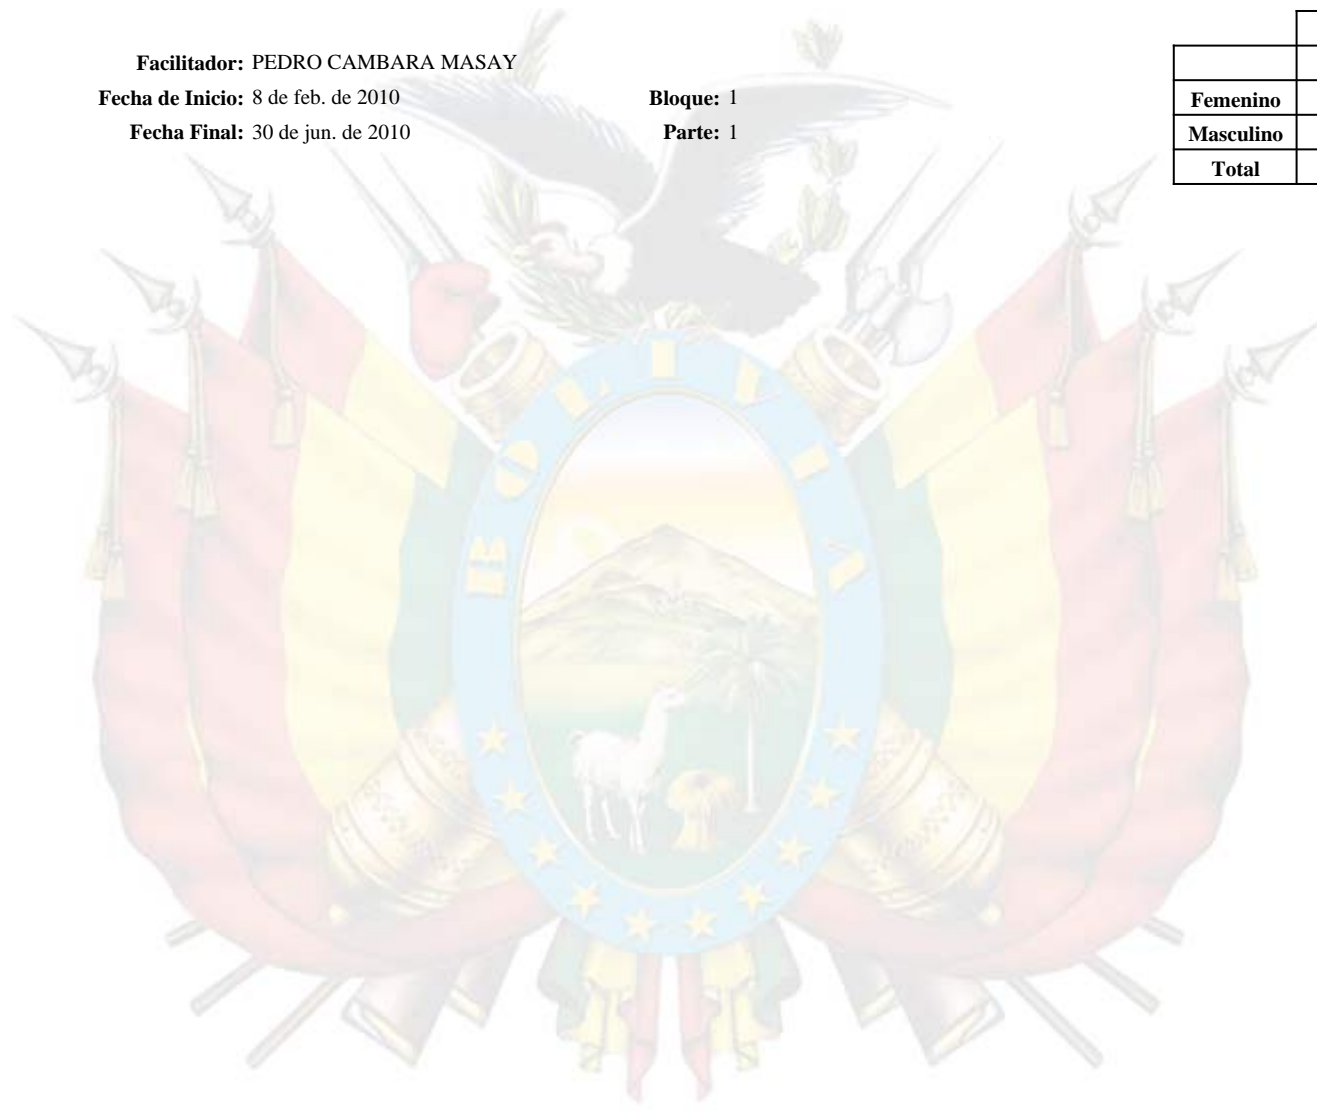 Facilitador: PEDRO CAMBARA MASAY
Fecha de Inicio: 8 de feb. de 2010 Bloque: 1
Fecha Final: 30 de jun. de 2010 Parte: 1
Femenino
Masculino
Total
BOLIVIA